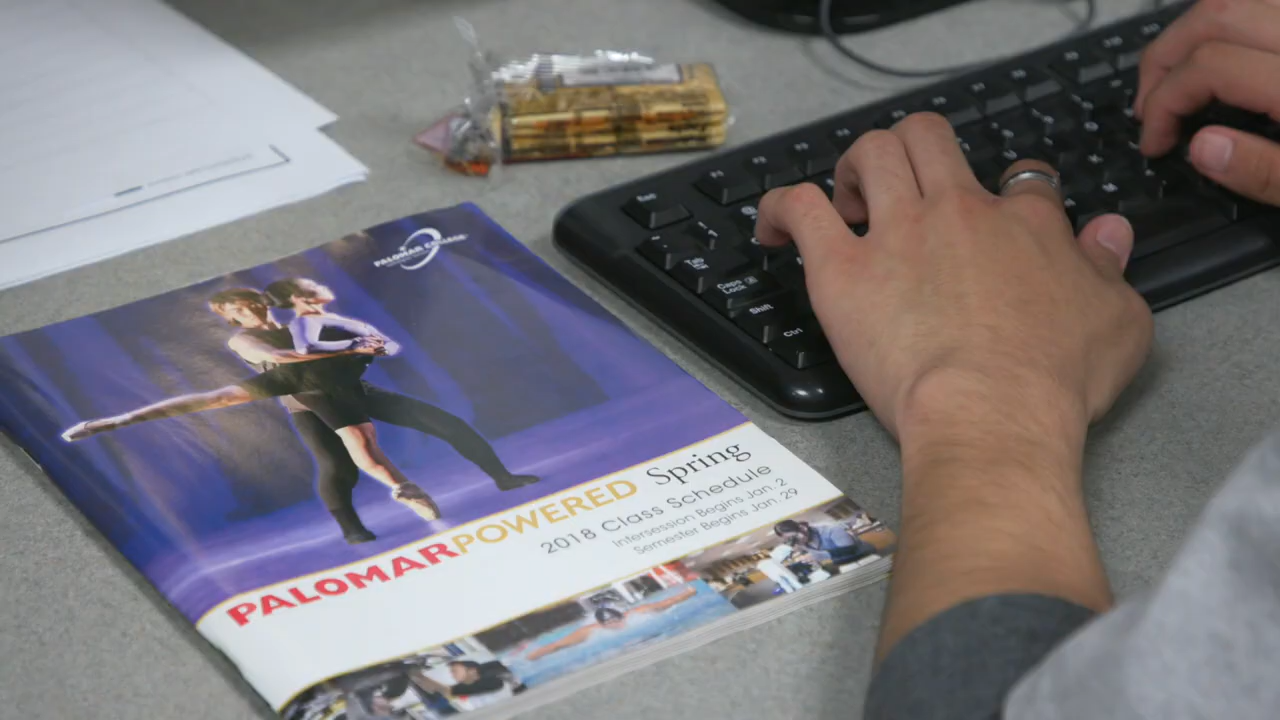 PALOMAR COLLEGE
PALOMARPOWERED Spring
2018 Class Schedule
Intersession Begins Jan. 2
Semester Begins Jan. 29
Esc
Tab
Caps
Lock
Shift
Ctrl